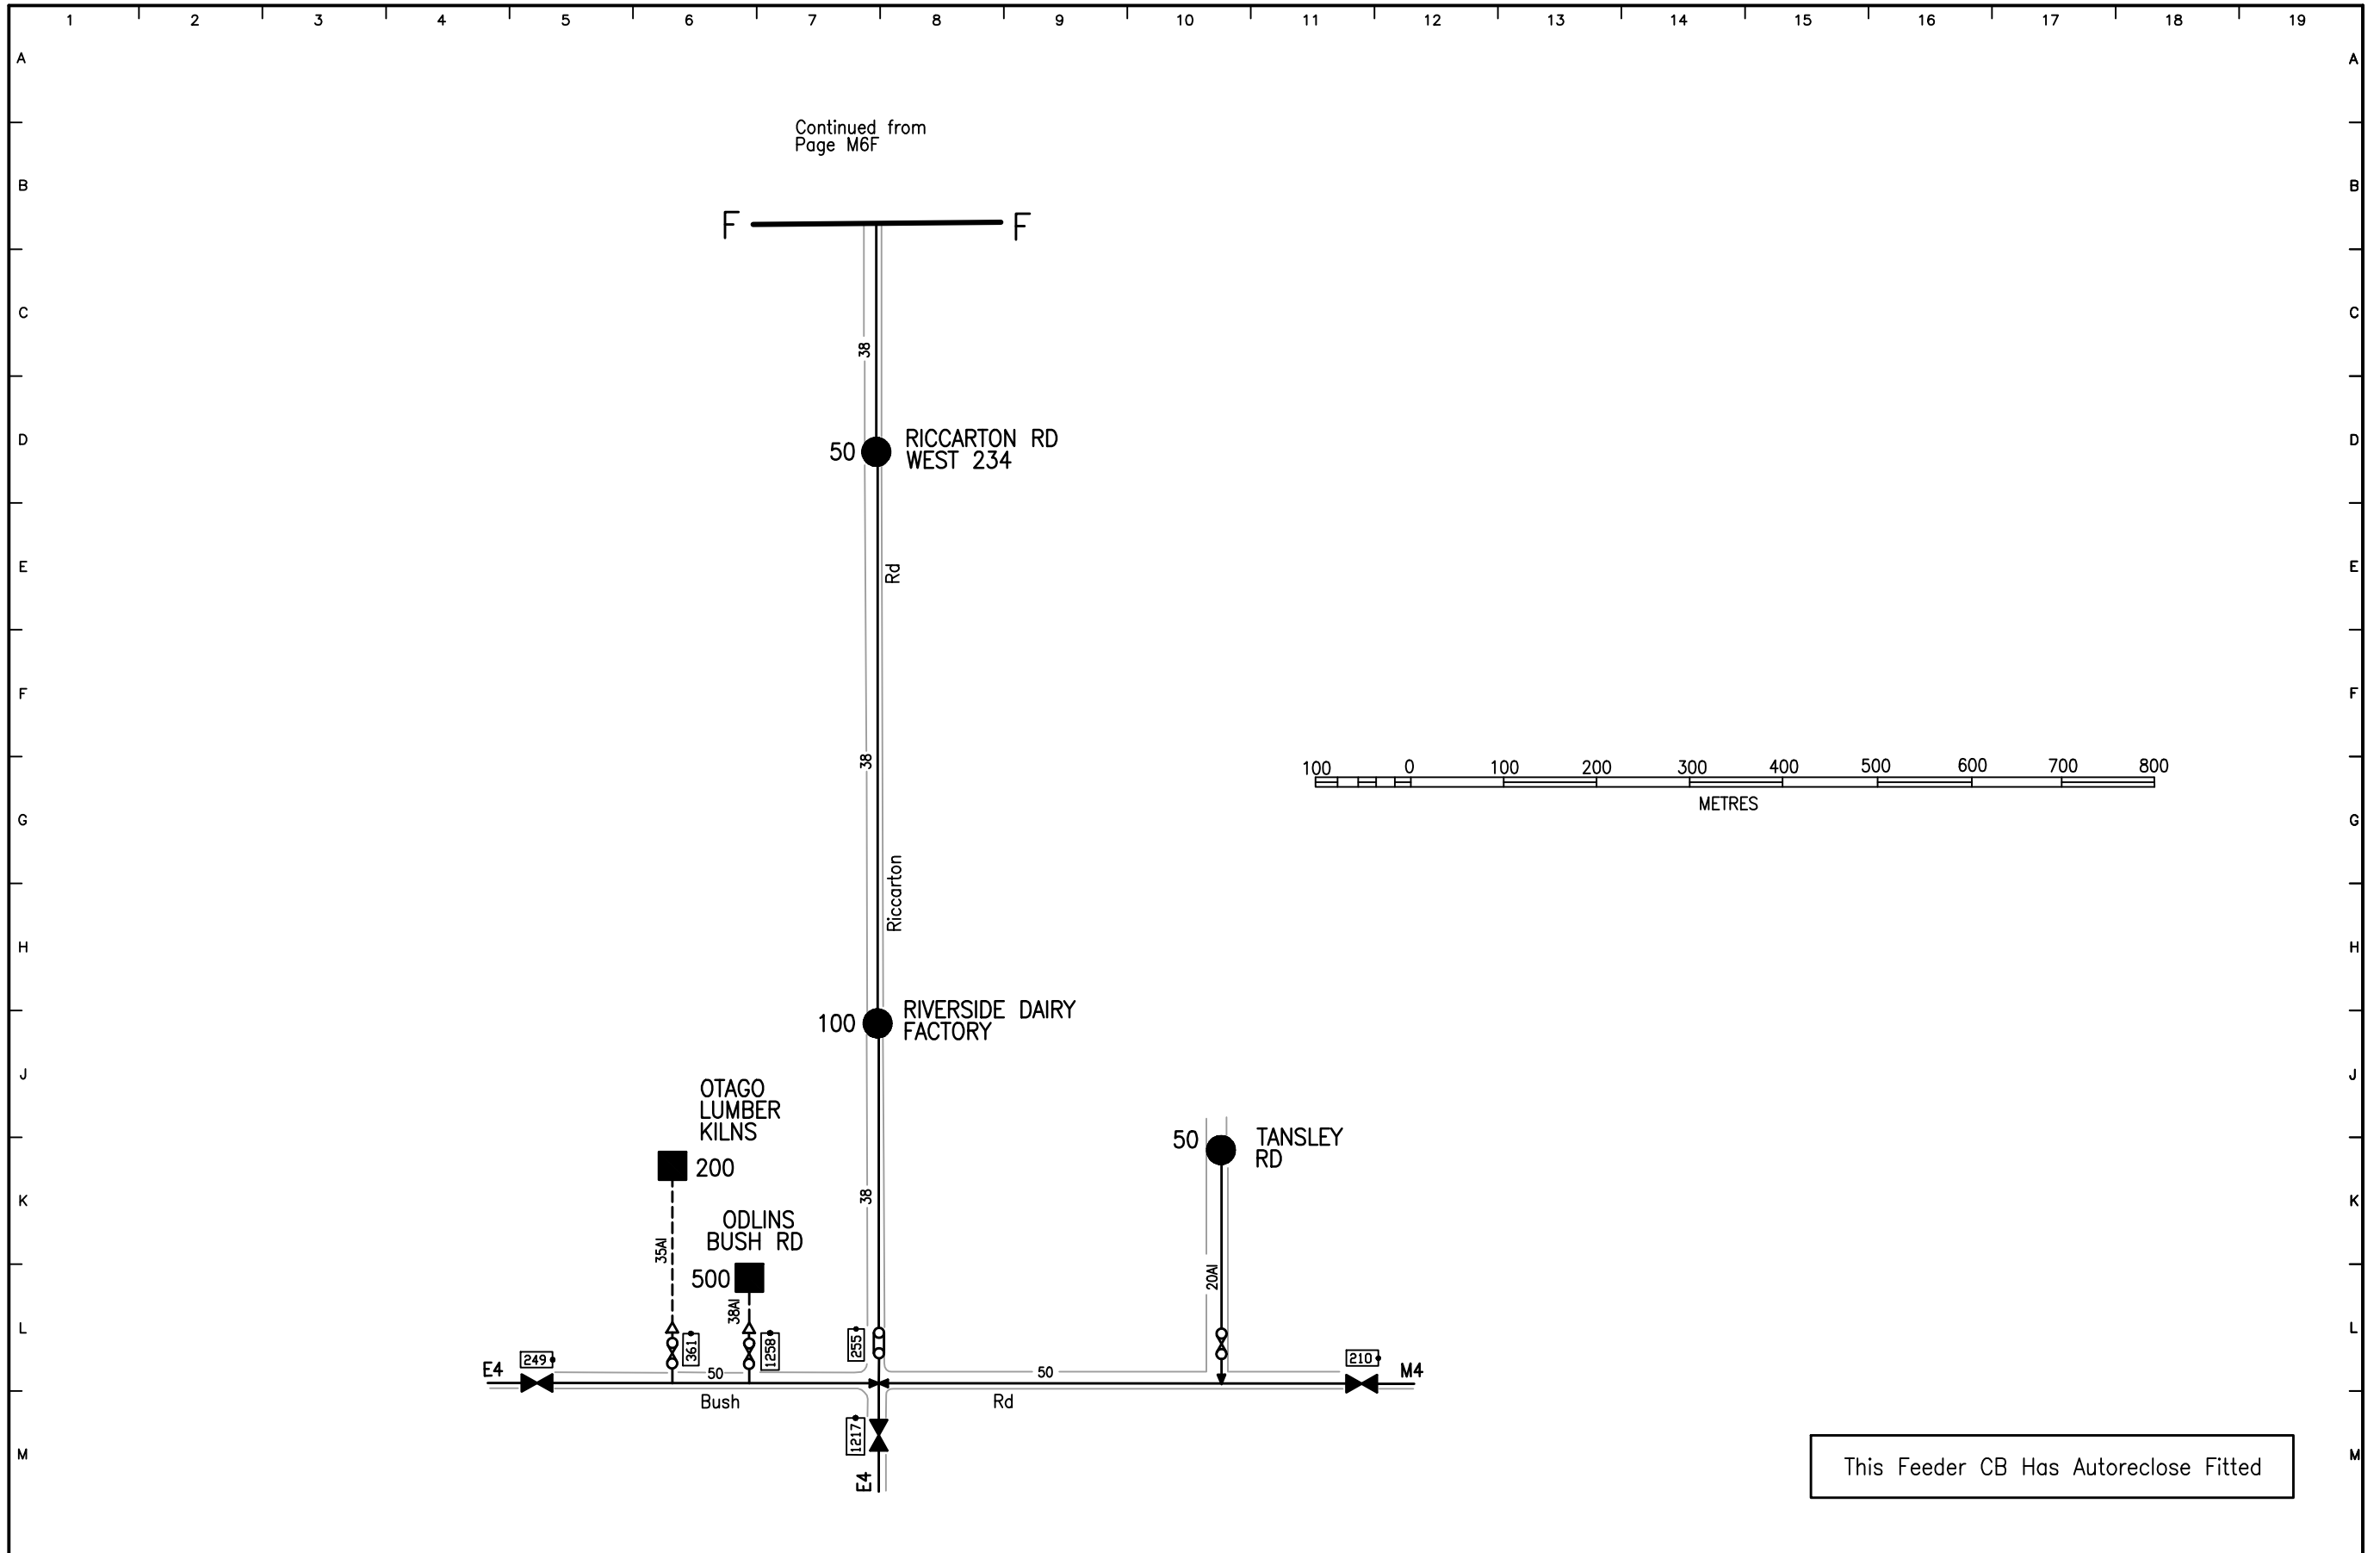 1 2 3 4 5 6 7 8 9 10 11 12 13 14 15 16 17 18 19
A A
Continued from
Page M6F
B B
F F
C C
38
D D
50 RICCARTON RD
WEST 234
E E
Rd
F F
38
100 0 100 200 300 400 500 600 700 800
METRES
G G
Riccarton
H H
100 RIVERSIDE DAIRY
FACTORY
J J
OTAGO
LUMBER
KILNS
200
50 TANSLEY
RD
K K
38
ODLINS
BUSH RD
35Al
500
20Al
38Al
L L
361
1258
255
E4 249
50
50
210 M4
Bush Rd
1217
M M
E4
This Feeder CB Has Autoreclose Fitted